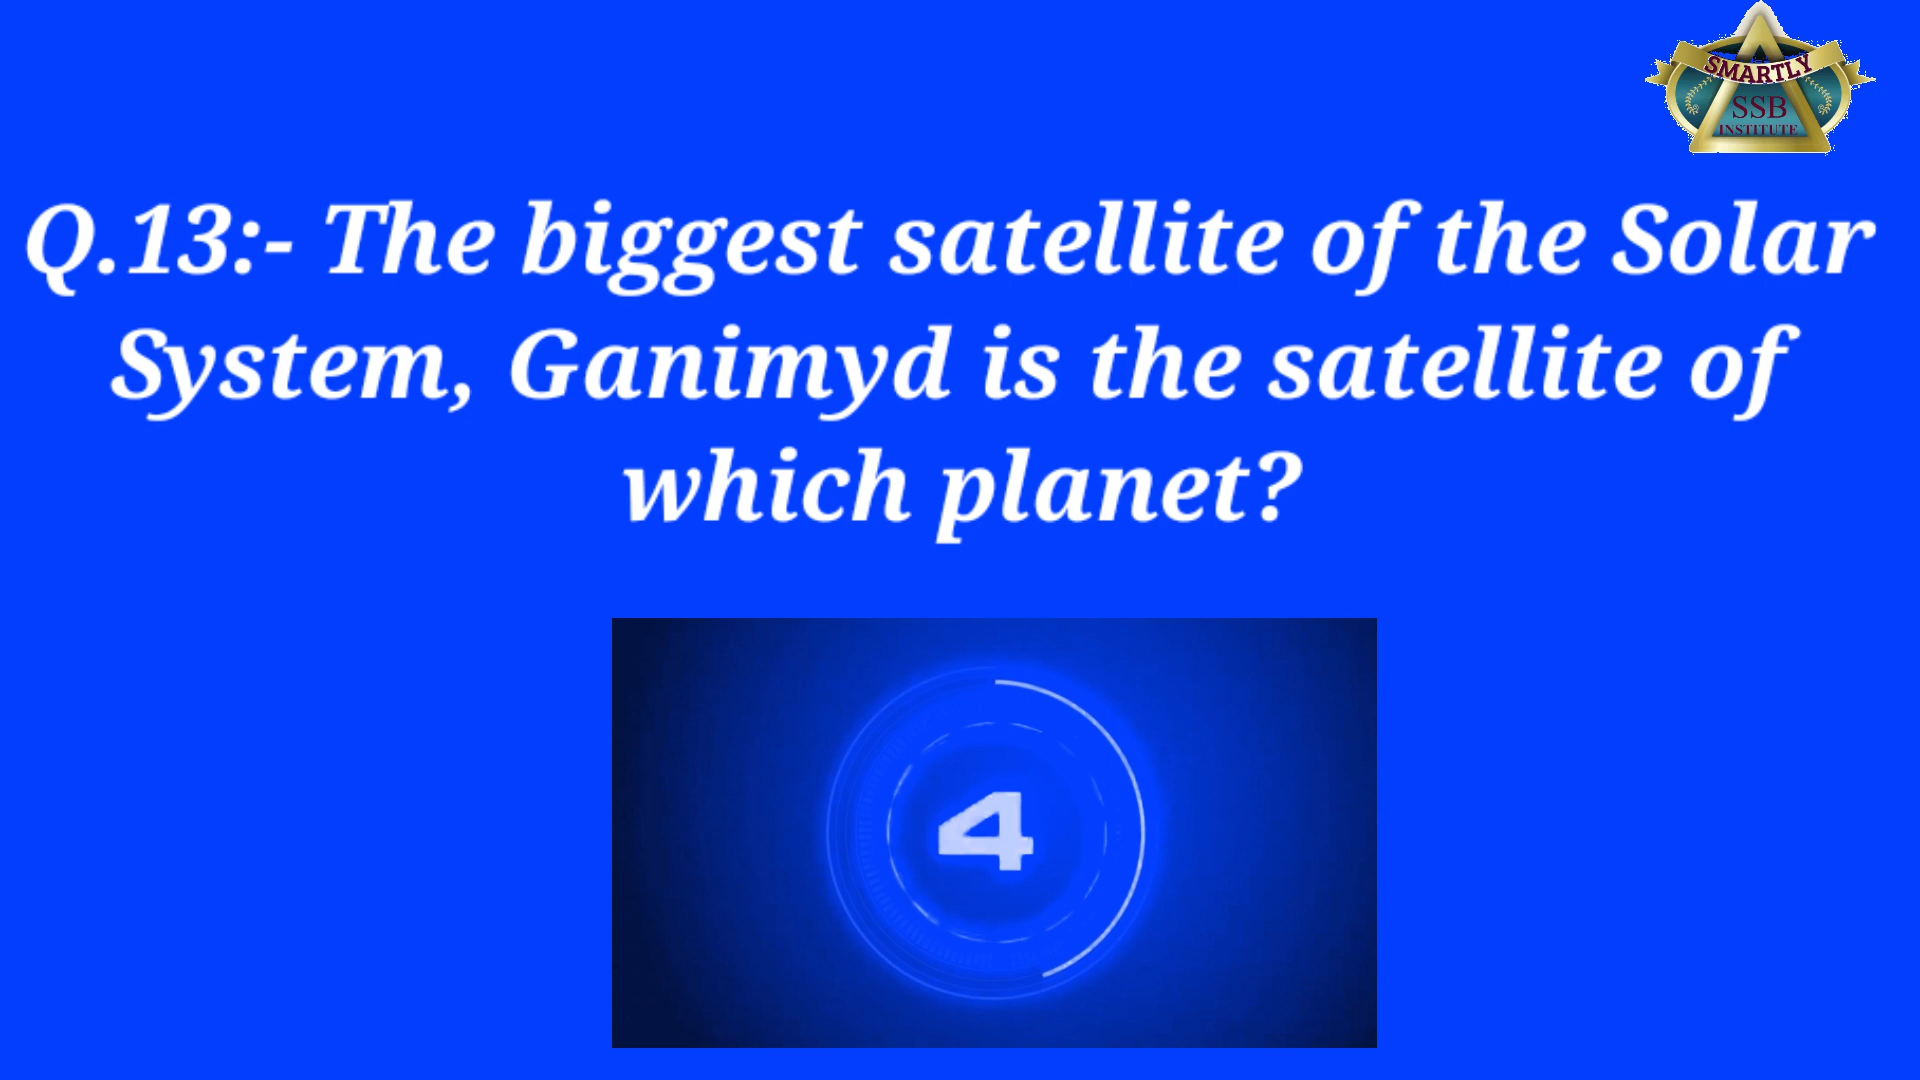 SMARTLY
SSB
INSTITUTE
Q.13:- The biggest satellite of the Solar
System, Ganimyd is the satellite of
which planet?
4